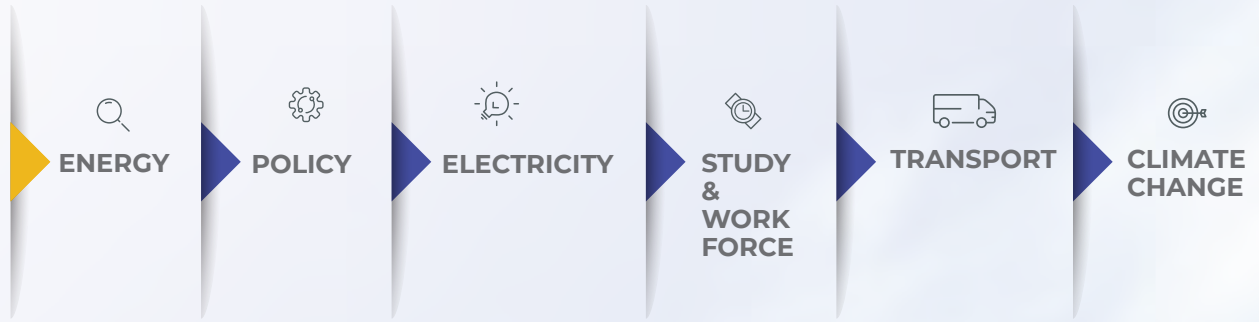 ENERGY
POLICY
ELECTRICITY
STUDY
&
WORK
FORCE
TRANSPORT
CLIMATE
CHANGE